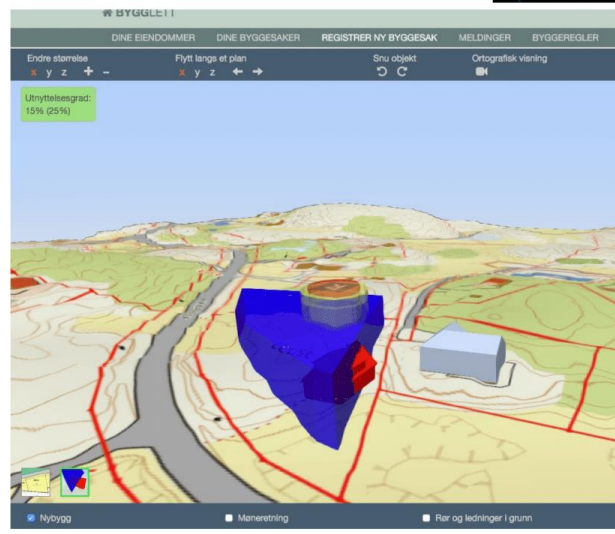 BYGGLETT
DINE EIENDOMMER DINE BYGGESAKER REGISTRER NY BYGGESAK MELDINGER BYGGEREGLER
Endre størrelse Flytt langs et plan Snu objekt Ortografisk visning
x y z + − x y z ← →
Utnyttelsesgrad:
15% (25%)
Nybygg Møneretning Rør og ledninger i grunn